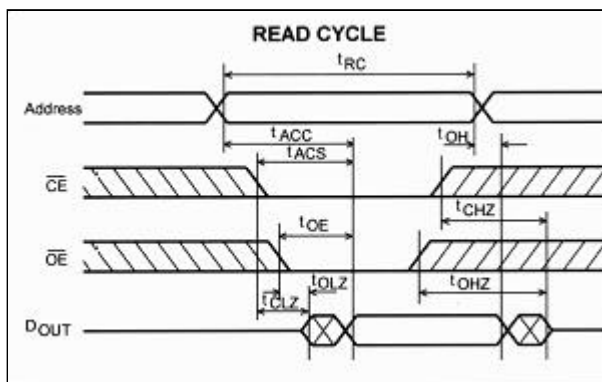 READ CYCLE
tRC
Address
tACC
tOH
tACS
CE
tCHZ
tOE
OE
tOLZ
tOHZ
tCLZ
DOUT